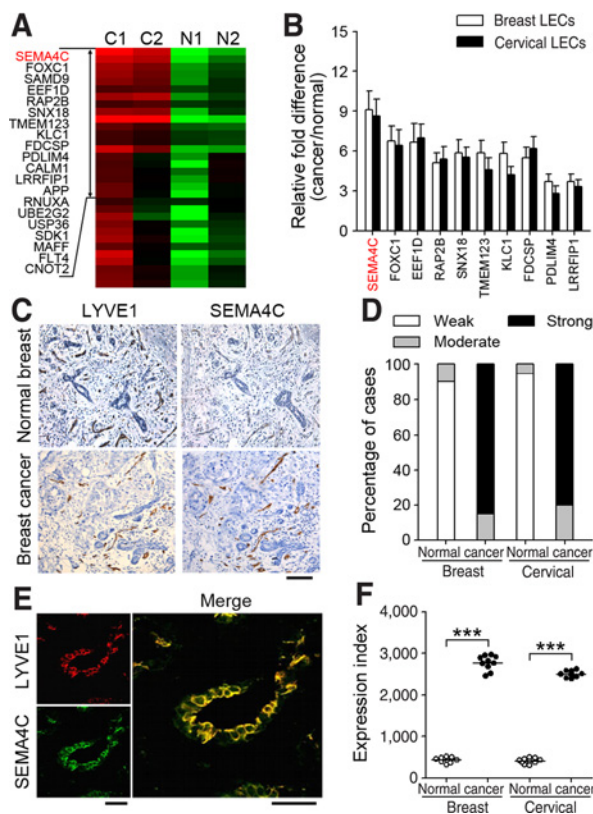 A
C1 C2 N1 N2
SEMA4C
FOXC1
SAMD9
EEF1D
RAP2B
SNX18
TMEM123
KLC1
FDCSP
PDLIM4
CALM1
LRRFIP1
APP
RNUXA
UBE2G2
USP36
SDK1
MAFF
FLT4
CNOT2
B
Breast LECs
Cervical LECs
Relative fold difference
(cancer/normal)
15
12
9
6
3
0
SEMA4C
FOXC1
EEF1D
RAP2B
SNX18
TMEM123
KLC1
FDCSP
PDLIM4
LRRFIP1
C
LYVE1 SEMA4C
Normal breast
Breast cancer
D
Weak Strong
Moderate
Percentage of cases
100
80
60
40
20
0
Normal cancer Normal cancer
Breast Cervical
E
Merge
LYVE1
SEMA4C
F
Expression index
4,000
3,000
2,000
1,000
0
*** ***
Normal cancer Normal cancer
Breast Cervical